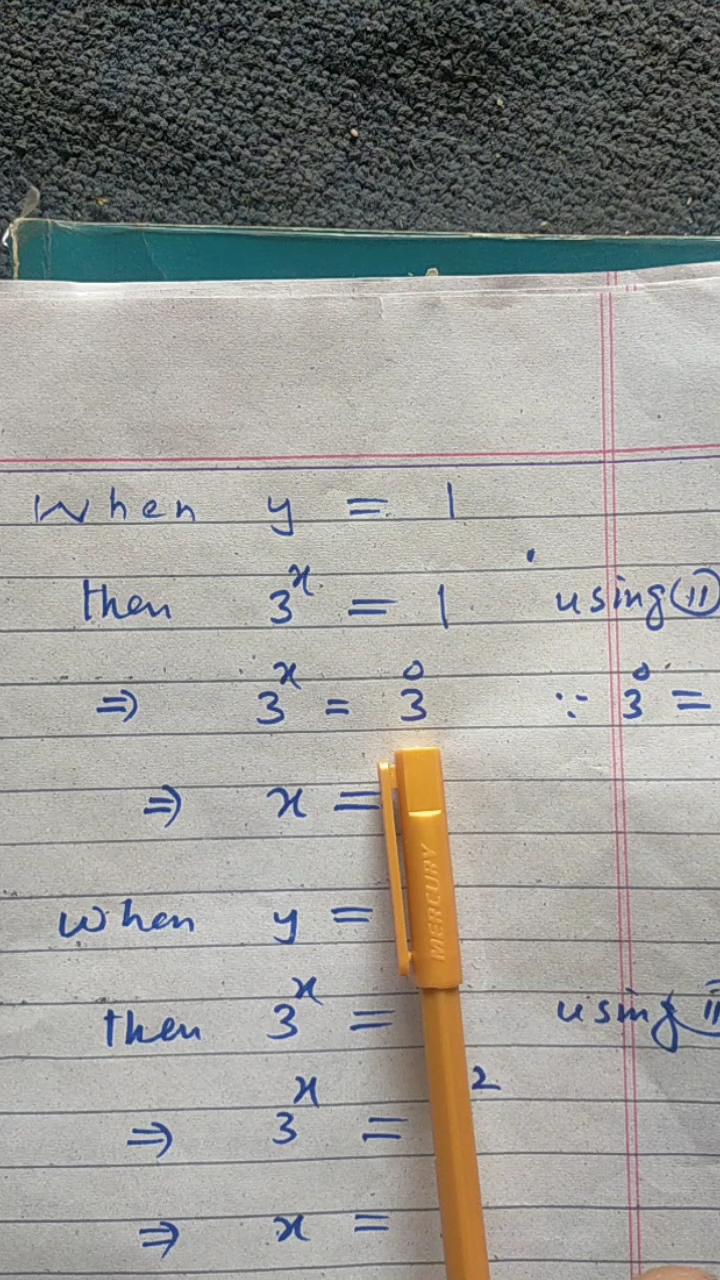 When y = 1
then 3^x = 1 using (ii)
⇒ 3^x = 3^0 ∵ 3^0 =
⇒ x =
When y =
then 3^x = using ii
⇒ 3^x = 2
⇒ x =
MERCURY